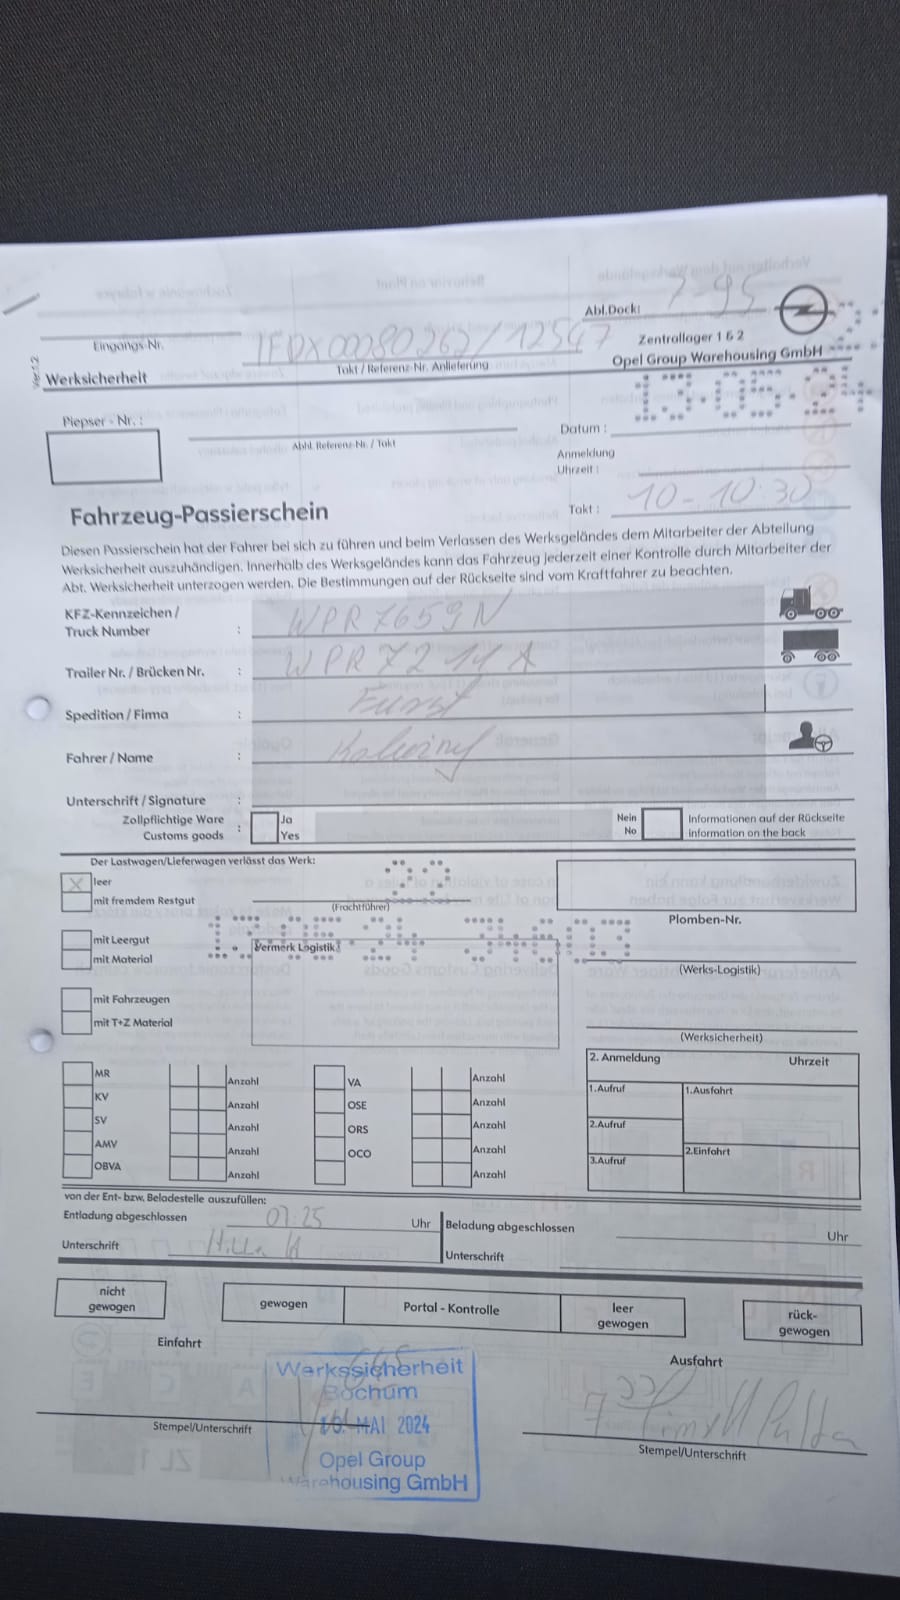 Abl.Dock: 7-95
Eingangs-Nr.
IFDX00280262/12547
Zentrallager 1 & 2
Ver.1.2
Werksicherheit
Takt / Referenz-Nr. Anlieferung
Opel Group Warehousing GmbH
Piepser - Nr. :
Abhl. Referenz-Nr. / Takt
Datum :
Anmeldung
Uhrzeit :
Takt : 10-10:30
Fahrzeug-Passierschein
Diesen Passierschein hat der Fahrer bei sich zu führen und beim Verlassen des Werksgeländes dem Mitarbeiter der Abteilung
Werksicherheit auszuhändigen. Innerhalb des Werksgeländes kann das Fahrzeug jederzeit einer Kontrolle durch Mitarbeiter der
Abt. Werksicherheit unterzogen werden. Die Bestimmungen auf der Rückseite sind vom Kraftfahrer zu beachten.
KFZ-Kennzeichen /
Truck Number : WPR7659N
Trailer Nr. / Brücken Nr. : WPR7214A
Spedition / Firma :
Fahrer / Name :
Unterschrift / Signature :
Zollpflichtige Ware
Customs goods :
Ja
Yes
Nein
No
Informationen auf der Rückseite
information on the back
Der Lastwagen/Lieferwagen verlässt das Werk:
X leer
mit fremdem Restgut
(Frachtführer)
Plomben-Nr.
mit Leergut
mit Material
Vermerk Logistik:
(Werks-Logistik)
mit Fahrzeugen
mit T+Z Material
(Werksicherheit)
MR Anzahl VA Anzahl
KV Anzahl OSE Anzahl
SV Anzahl ORS Anzahl
AMV Anzahl OCO Anzahl
OBVA Anzahl Anzahl
2. Anmeldung Uhrzeit
1.Aufruf 1.Ausfahrt
2.Aufruf
2.Einfahrt
3.Aufruf
von der Ent- bzw. Beladestelle auszufüllen:
Entladung abgeschlossen 07:25 Uhr
Beladung abgeschlossen Uhr
Unterschrift
Unterschrift
nicht
gewogen
gewogen
Portal - Kontrolle
leer
gewogen
rück-
gewogen
Einfahrt
Ausfahrt
Werkssicherheit
Bochum
MAI 2024
Opel Group
Warehousing GmbH
Stempel/Unterschrift
Stempel/Unterschrift